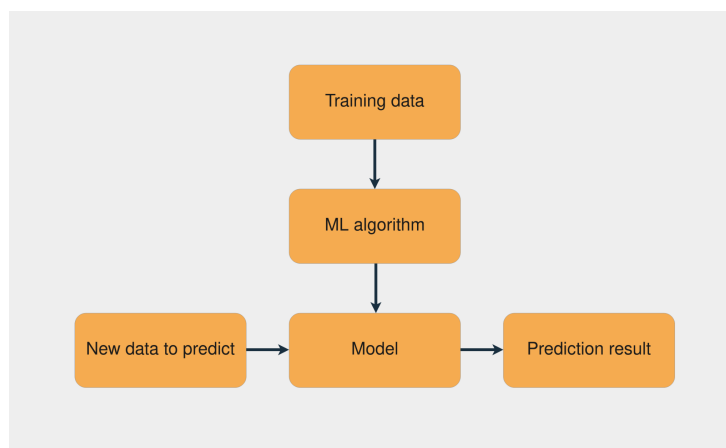 Training data
ML algorithm
New data to predict
Model
Prediction result